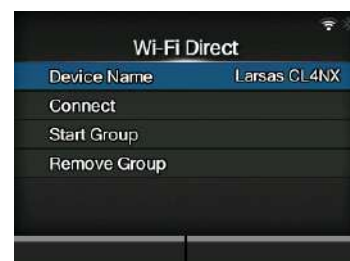 Wi-Fi Direct
Device Name Larsas CL4NX
Connect
Start Group
Remove Group